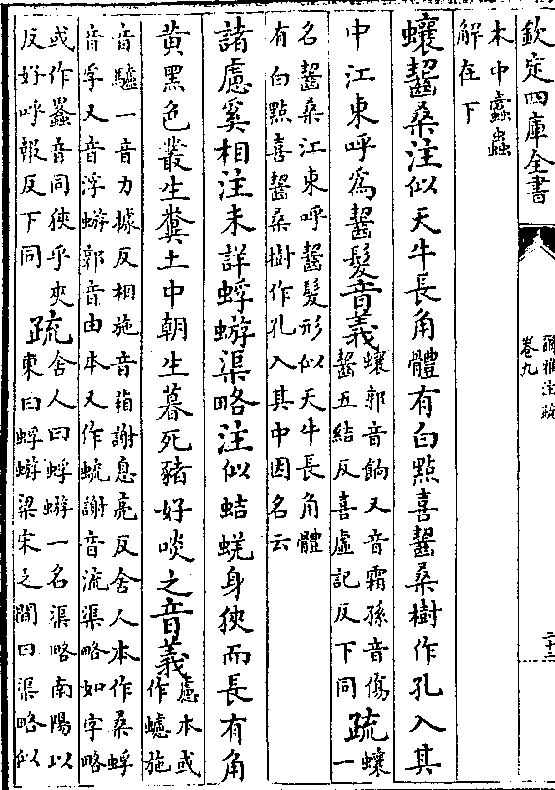 欽定四庫全書
爾雅注疏
卷九
二十二
木中蠧蟲
解在下
蠰齧桑注似天牛長角體有白點喜齧桑樹作孔入其
中江東呼爲齧髮音義
蠰郭音餉又音霜孫音傷
齧五結反喜虛記反下同
疏
蠰一
名齧桑江東呼齧髮形似天牛長角體
有白點喜齧桑樹作孔入其中因名云
諸慮奚相注未詳蜉蝣渠略注似蛣蜣身狹而長有角
黄黑色叢生糞土中朝生暮死豬好啖之音義
慮本或
作蠦施
音驢一音力據反相施音箱謝息亮反舍人本作桑蜉
音孚又音浮蝣郭音由本又作蝣謝音流渠略如字略
或作䗉音同狹乎夾
反好呼報反下同
疏
舍人曰蜉蝣一名渠略南陽以
東曰蜉蝣梁宋之間曰渠略似